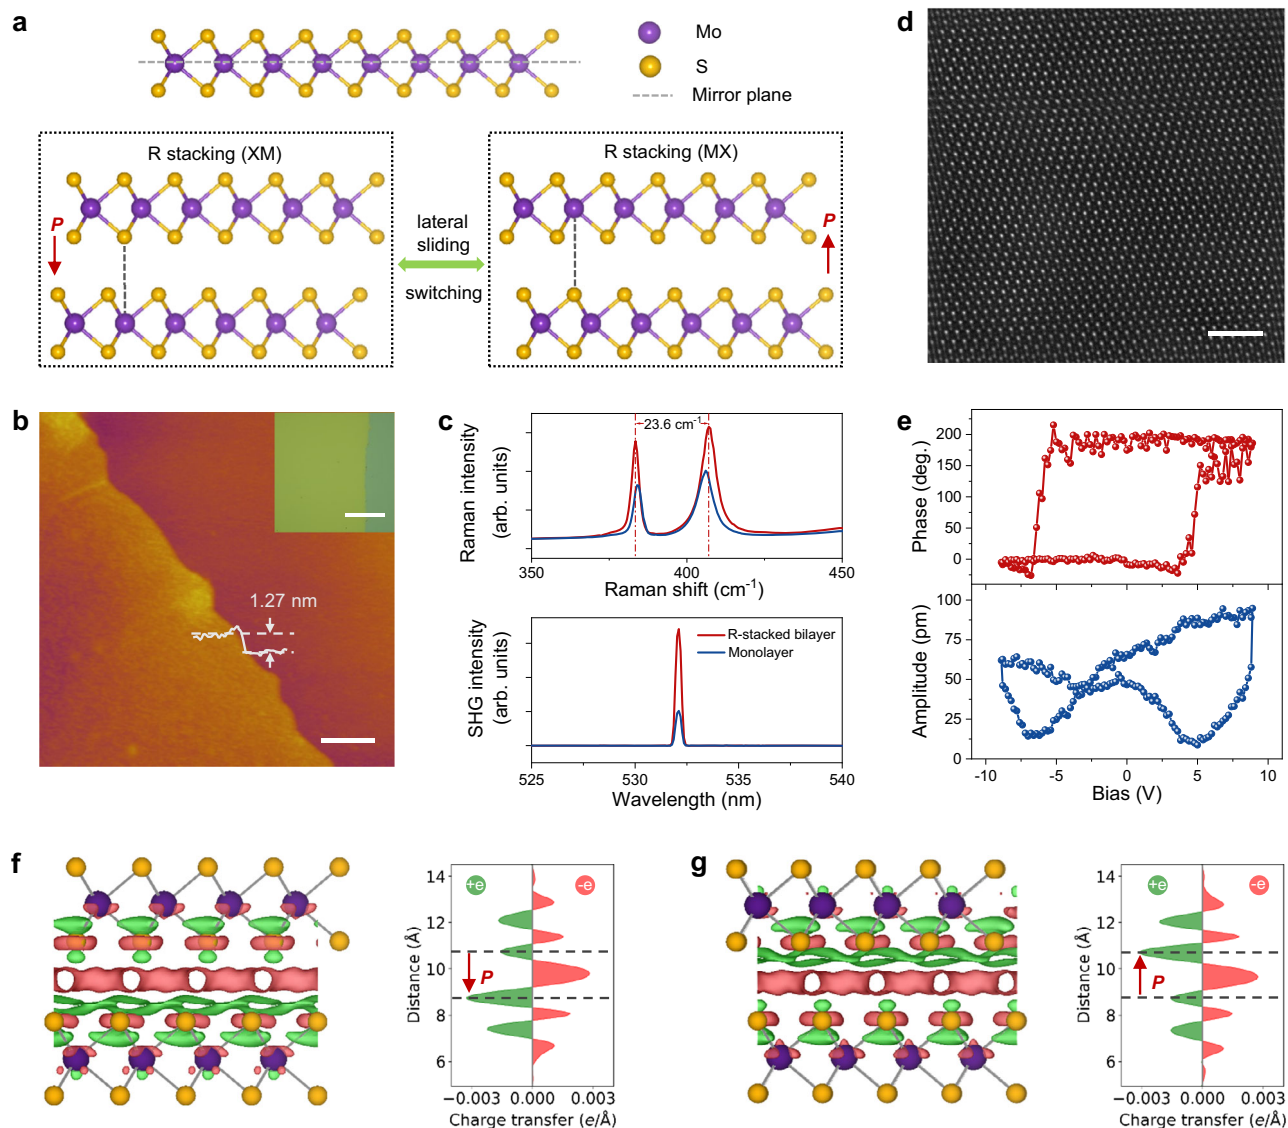 a
Mo
S
Mirror plane
R stacking (XM)
P
lateral
sliding
switching
R stacking (MX)
P
d
b
1.27 nm
c
Raman intensity
(arb. units)
23.6 cm-1
350
400
450
Raman shift (cm-1)
SHG intensity
(arb. units)
R-stacked bilayer
Monolayer
525
530
535
540
Wavelength (nm)
e
Phase (deg.)
200
150
100
50
0
Amplitude (pm)
100
75
50
25
0
-10
-5
0
5
10
Bias (V)
f
Distance (Å)
14
12
10
8
6
+e
-e
P
−0.003
0.000
0.003
Charge transfer (e/Å)
g
Distance (Å)
14
12
10
8
6
+e
-e
P
−0.003
0.000
0.003
Charge transfer (e/Å)